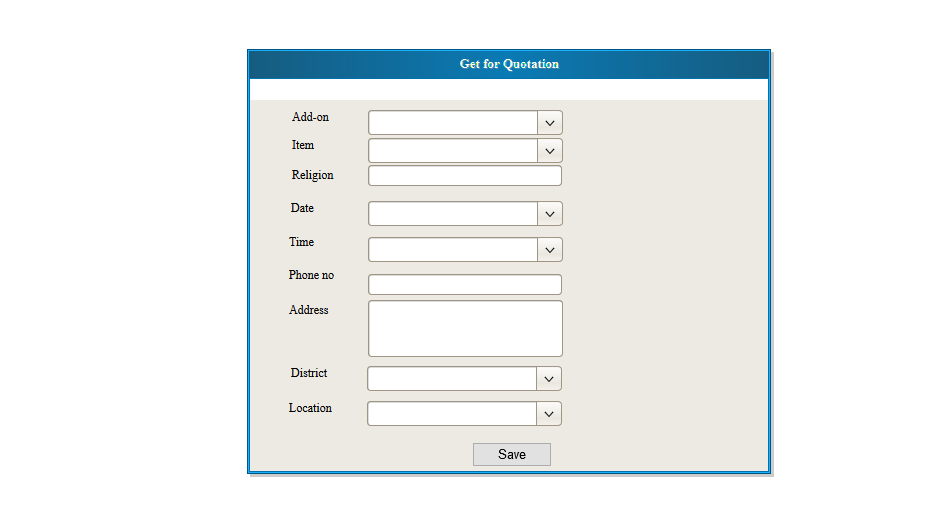 Get for Quotation
Add-on
Item
Religion
Date
Time
Phone no
Address
District
Location
Save